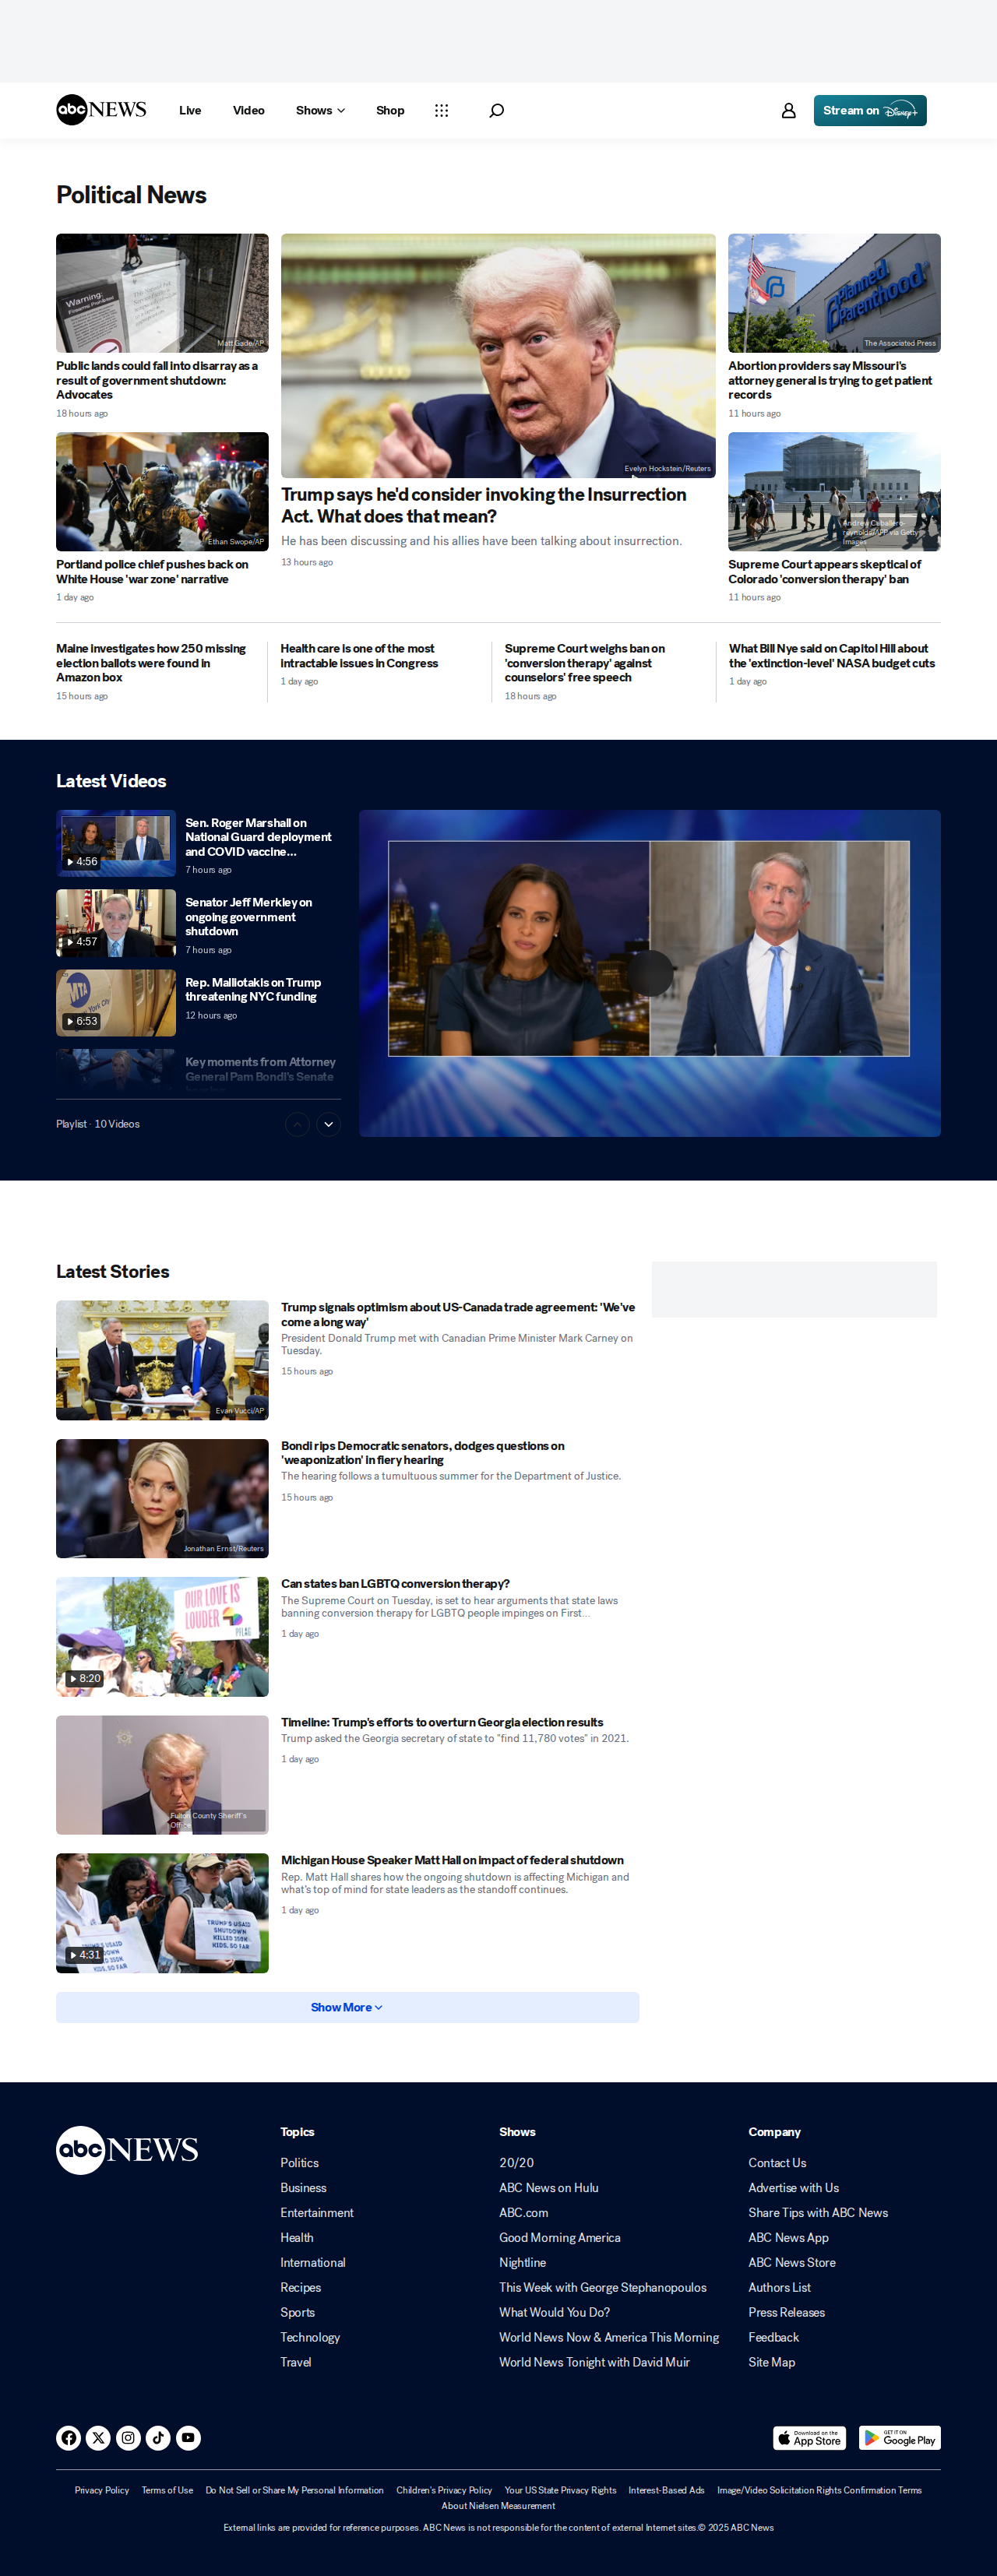 abc NEWS
Live
Video
Shows
Shop
Stream on Disney+
Political News
Warning:
Firearms Prohibited
Matt Gade/AP
Public lands could fall into disarray as a
result of government shutdown:
Advocates
18 hours ago
Ethan Swope/AP
Portland police chief pushes back on
White House 'war zone' narrative
1 day ago
Evelyn Hockstein/Reuters
Trump says he'd consider invoking the Insurrection
Act. What does that mean?
He has been discussing and his allies have been talking about insurrection.
13 hours ago
Planned
Parenthood
The Associated Press
Abortion providers say Missouri's
attorney general is trying to get patient
records
11 hours ago
Andrew Caballero-
reynolds/AFP via Getty
Images
Supreme Court appears skeptical of
Colorado 'conversion therapy' ban
11 hours ago
Maine investigates how 250 missing
election ballots were found in
Amazon box
15 hours ago
Health care is one of the most
intractable issues in Congress
1 day ago
Supreme Court weighs ban on
'conversion therapy' against
counselors' free speech
18 hours ago
What Bill Nye said on Capitol Hill about
the 'extinction-level' NASA budget cuts
1 day ago
Latest Videos
4:56
Sen. Roger Marshall on
National Guard deployment
and COVID vaccine...
7 hours ago
4:57
Senator Jeff Merkley on
ongoing government
shutdown
7 hours ago
MTA
York City
6:53
Rep. Malliotakis on Trump
threatening NYC funding
12 hours ago
Key moments from Attorney
General Pam Bondi's Senate
Playlist · 10 Videos
Latest Stories
Evan Vucci/AP
Trump signals optimism about US-Canada trade agreement: 'We've
come a long way'
President Donald Trump met with Canadian Prime Minister Mark Carney on
Tuesday.
15 hours ago
Jonathan Ernst/Reuters
Bondi rips Democratic senators, dodges questions on
'weaponization' in fiery hearing
The hearing follows a tumultuous summer for the Department of Justice.
15 hours ago
OUR LOVE IS
LOUDER
PFLAG
8:20
Can states ban LGBTQ conversion therapy?
The Supreme Court on Tuesday, is set to hear arguments that state laws
banning conversion therapy for LGBTQ people impinges on First...
1 day ago
Fulton County Sheriff's
Office
Timeline: Trump's efforts to overturn Georgia election results
Trump asked the Georgia secretary of state to "find 11,780 votes" in 2021.
1 day ago
TRUMP'S USAID
SHUTDOWN
KILLED 350K
KIDS, SO FAR
TRUMP'S USAID
SHUTDOWN
KILLED 350K
KIDS, SO FAR
4:31
Michigan House Speaker Matt Hall on impact of federal shutdown
Rep. Matt Hall shares how the ongoing shutdown is affecting Michigan and
what's top of mind for state leaders as the standoff continues.
1 day ago
Show More
abc NEWS
Topics
Politics
Business
Entertainment
Health
International
Recipes
Sports
Technology
Travel
Shows
20/20
ABC News on Hulu
ABC.com
Good Morning America
Nightline
This Week with George Stephanopoulos
What Would You Do?
World News Now & America This Morning
World News Tonight with David Muir
Company
Contact Us
Advertise with Us
Share Tips with ABC News
ABC News App
ABC News Store
Authors List
Press Releases
Feedback
Site Map
Download on the
App Store
GET IT ON
Google Play
Privacy Policy
Terms of Use
Do Not Sell or Share My Personal Information
Children's Privacy Policy
Your US State Privacy Rights
Interest-Based Ads
Image/Video Solicitation Rights Confirmation Terms
About Nielsen Measurement
External links are provided for reference purposes. ABC News is not responsible for the content of external Internet sites.© 2025 ABC News